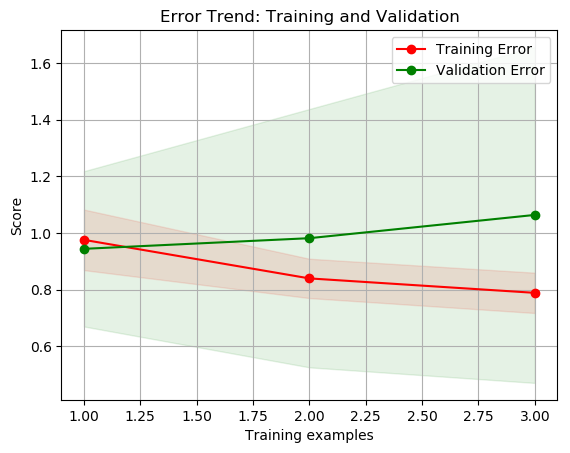 Error Trend: Training and Validation
Training Error
Validation Error
1.6
1.4
1.2
1.0
0.8
0.6
Score
1.00 1.25 1.50 1.75 2.00 2.25 2.50 2.75 3.00
Training examples